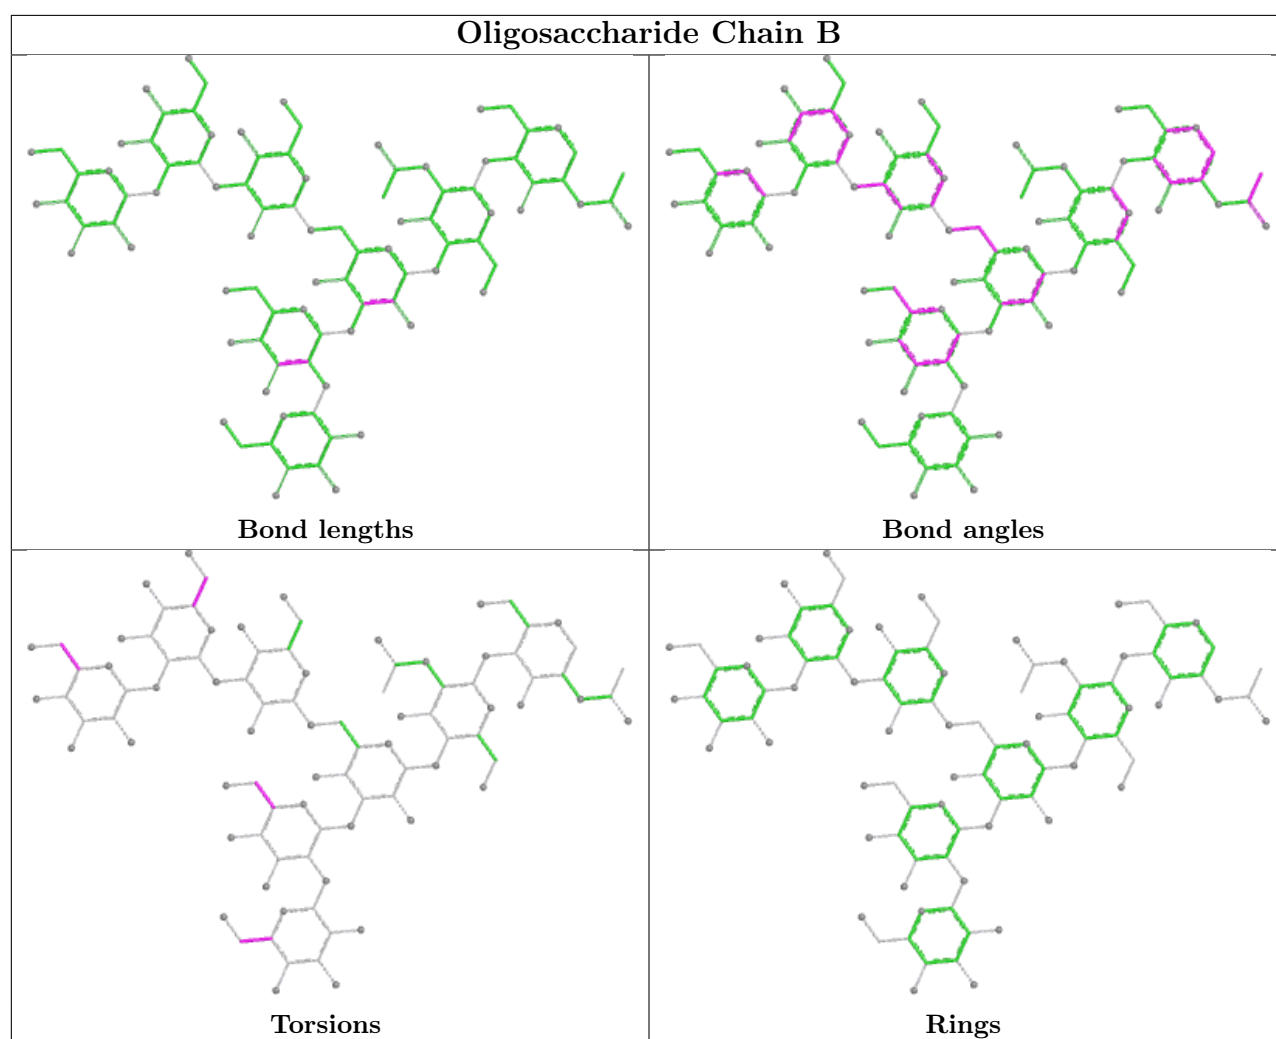 Oligosaccharide Chain B
Bond lengths
Bond angles
Torsions
Rings